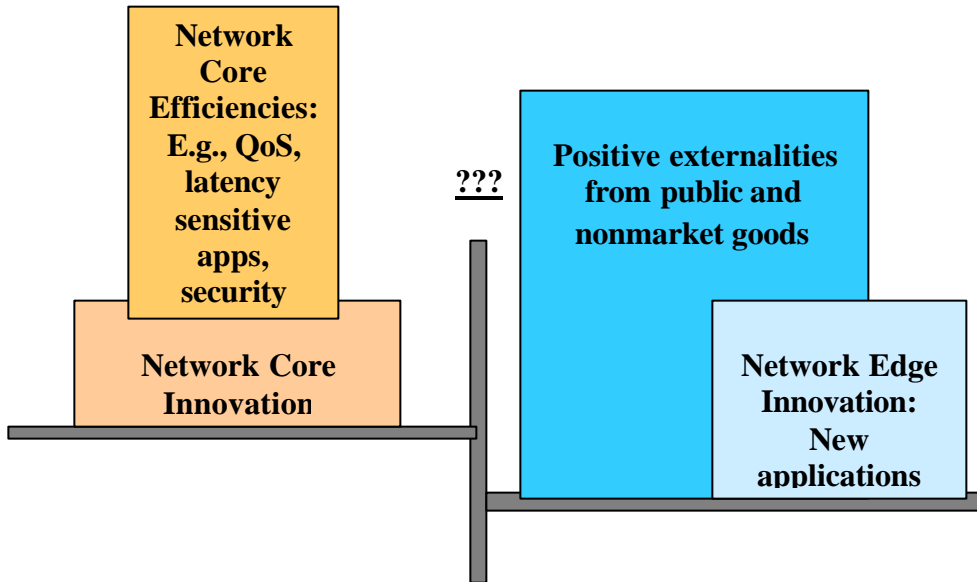 Network
Core
Efficiencies:
E.g., QoS,
latency
sensitive
apps,
security
Network Core
Innovation
???
Positive externalities
from public and
nonmarket goods
Network Edge
Innovation:
New
applications